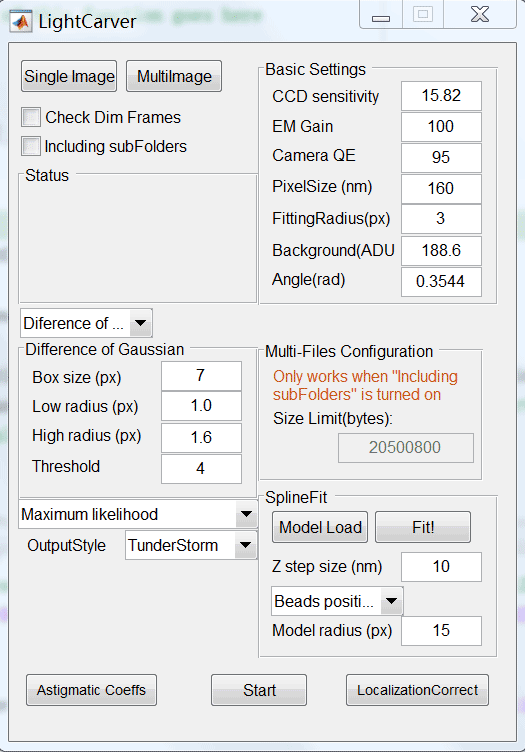 LightCarver
Single Image
MultiImage
Check Dim Frames
Including subFolders
Status
Basic Settings
CCD sensitivity 15.82
EM Gain 100
Camera QE 95
PixelSize (nm) 160
FittingRadius(px) 3
Background(ADU 188.6
Angle(rad) 0.3544
Diference of ...
Difference of Gaussian
Box size (px) 7
Low radius (px) 1.0
High radius (px) 1.6
Threshold 4
Multi-Files Configuration
Only works when "Including
subFolders" is turned on
Size Limit(bytes):
20500800
Maximum likelihood
OutputStyle TunderStorm
SplineFit
Model Load Fit!
Z step size (nm) 10
Beads positi...
Model radius (px) 15
Astigmatic Coeffs Start LocalizationCorrect